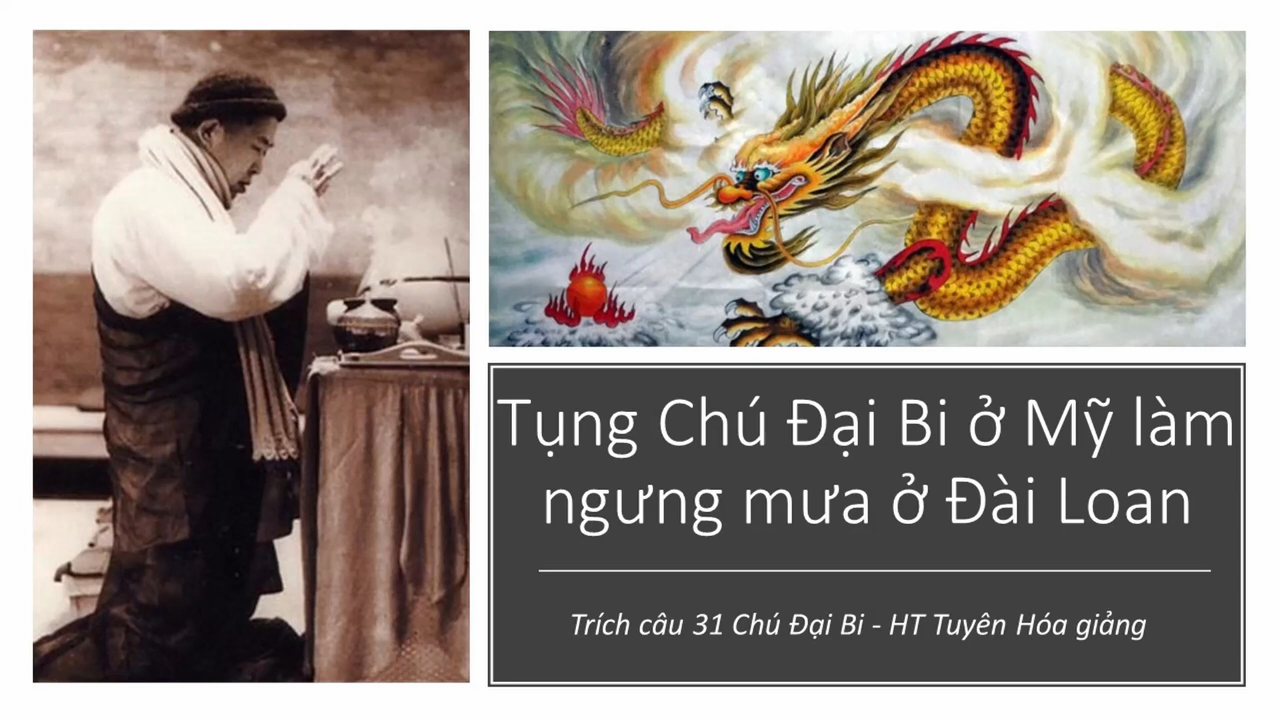 Tụng Chú Đại Bi ở Mỹ làm
ngưng mưa ở Đài Loan
Trích câu 31 Chú Đại Bi - HT Tuyên Hóa giảng